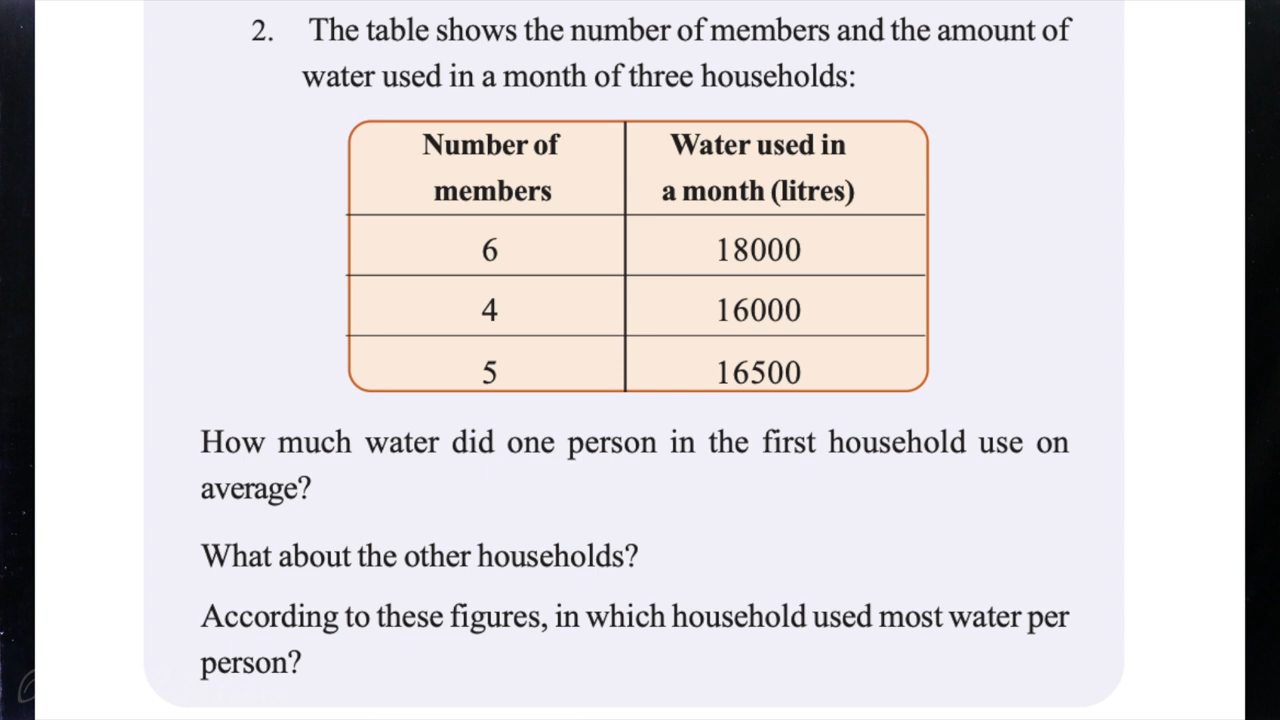 2. The table shows the number of members and the amount of
water used in a month of three households:
Number of members Water used in a month (litres)
6 18000
4 16000
5 16500
How much water did one person in the first household use on
average?
What about the other households?
According to these figures, in which household used most water per
person?